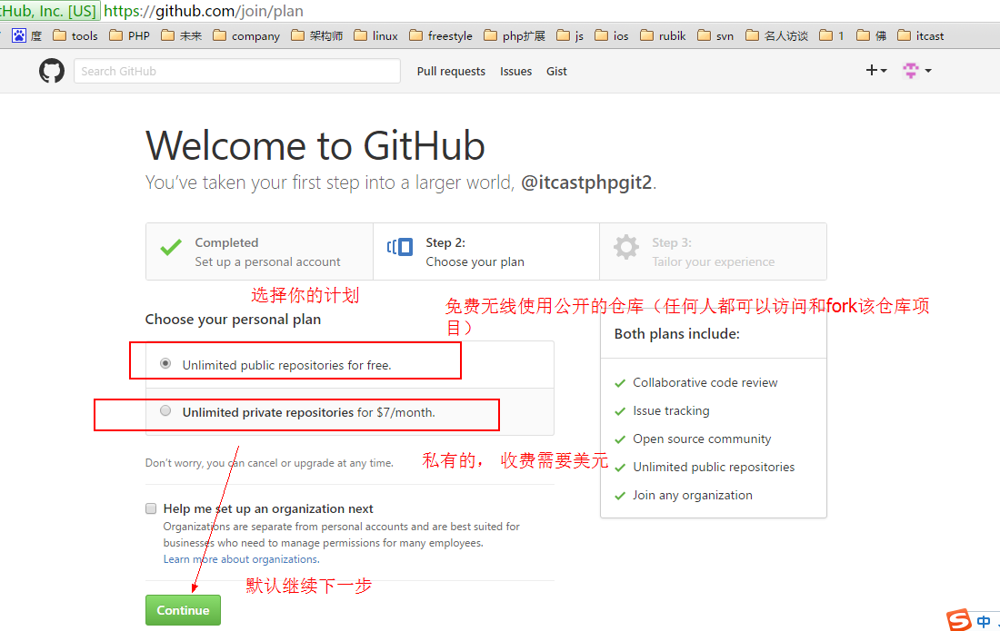 tHub, Inc. [US] https://github.com/join/plan
度 tools PHP 未来 company 架构师 linux freestyle php扩展 js ios rubik svn 名人访谈 1 佛 itcast
Search GitHub Pull requests Issues Gist
Welcome to GitHub
You've taken your first step into a larger world, @itcastphpgit2.
Completed
Set up a personal account
Step 2:
Choose your plan
Step 3:
Tailor your experience
选择你的计划
免费无线使用公开的仓库（任何人都可以访问和fork该仓库项
目）
Choose your personal plan
Unlimited public repositories for free.
Unlimited private repositories for $7/month.
Don't worry, you can cancel or upgrade at any time.
私有的， 收费需要美元
Both plans include:
Collaborative code review
Issue tracking
Open source community
Unlimited public repositories
Join any organization
Help me set up an organization next
Organizations are separate from personal accounts and are best suited for
businesses who need to manage permissions for many employees.
Learn more about organizations.
默认继续下一步
Continue
S 中